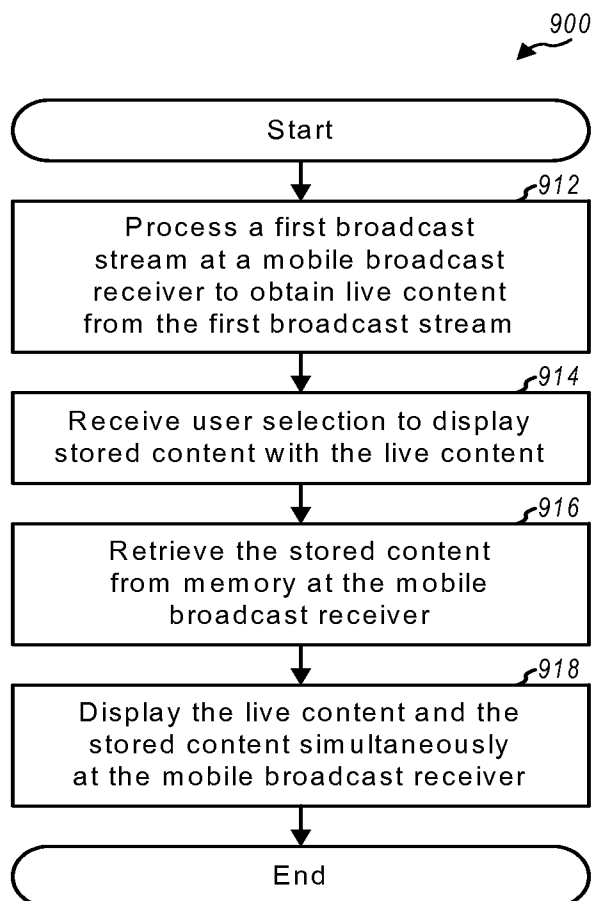 900
Start
912
Process a first broadcast
stream at a mobile broadcast
receiver to obtain live content
from the first broadcast stream
914
Receive user selection to display
stored content with the live content
916
Retrieve the stored content
from memory at the mobile
broadcast receiver
918
Display the live content and the
stored content simultaneously
at the mobile broadcast receiver
End